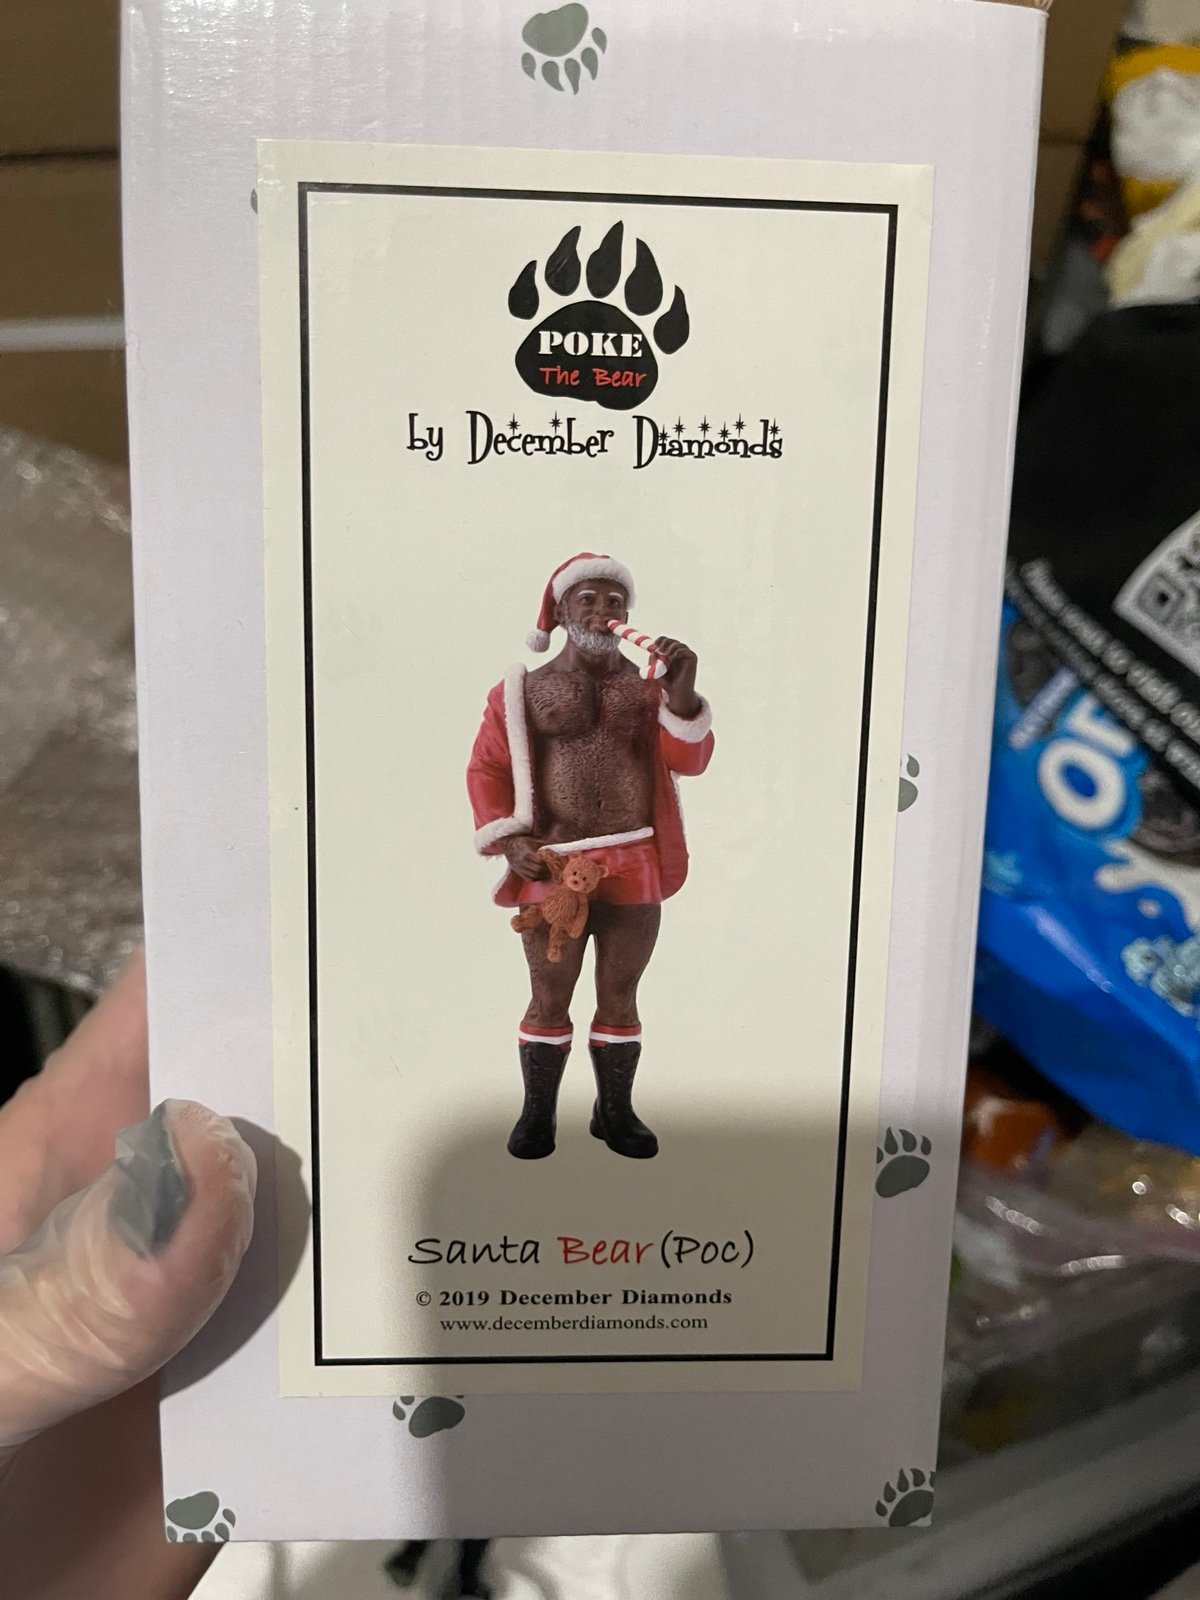 POKE
The Bear
by December Diamonds
Santa Bear (Poc)
© 2019 December Diamonds
www.decemberdiamonds.com